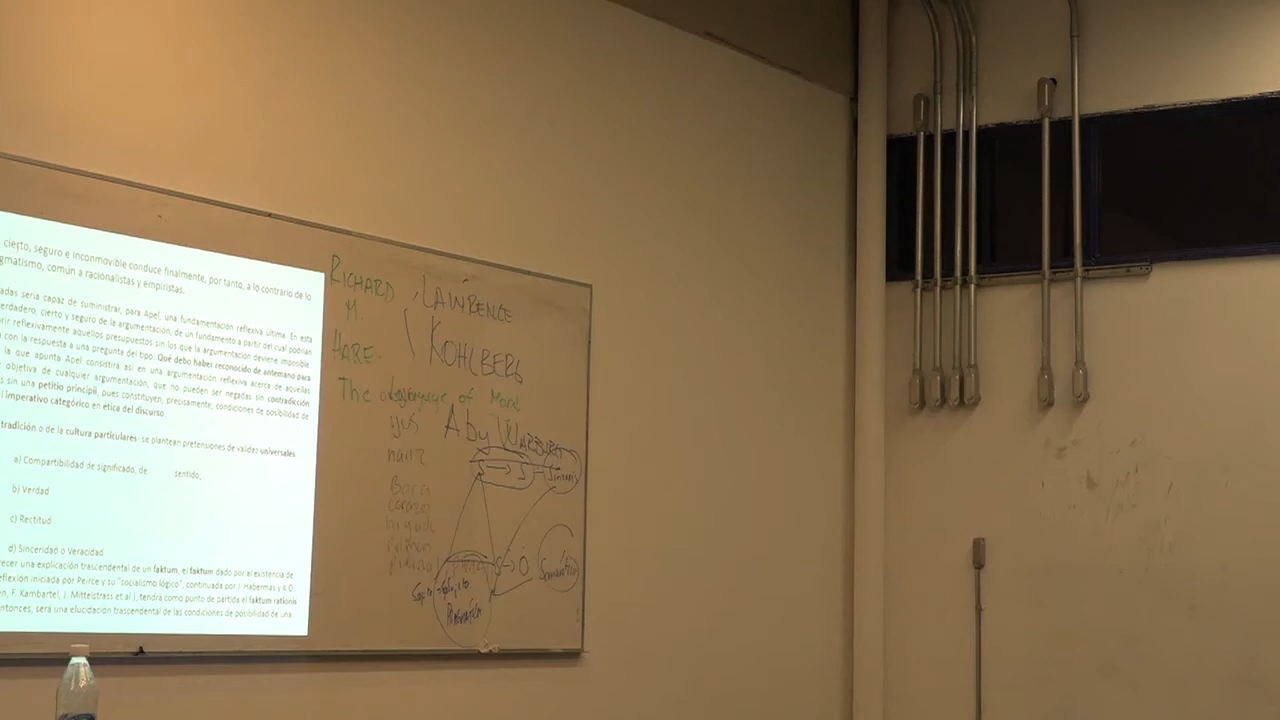 cierto, seguro e inconmovible conduce finalmente, por tanto, a lo contrario de lo
gmatismo, común a racionalistas y empiristas.
adas sería capaz de suministrar, para Apel, una fundamentación reflexiva última. En esta
verdadero, cierto y seguro de la argumentación, de un fundamento a partir del cual podrían
rir reflexivamente aquellos presupuestos sin los que la argumentación deviene imposible
con la respuesta a una pregunta del tipo: Qué debo haber reconocido de antemano para
la que apunta Apel consistirá así en una argumentación reflexiva acerca de aquellas
objetiva de cualquier argumentación, que no pueden ser negadas sin contradicción
s sin una petitio principii, pues constituyen, precisamente, condiciones de posibilidad de
l imperativo categórico en ética del discurso
tradición o de la cultura particulares- se plantean pretensiones de validez universales
a) Compartibilidad de significado, de sentido;
b) Verdad
c) Rectitud
d) Sinceridad o Veracidad
recer una explicación trascendental de un faktum, el faktum dado por el existencia de
eflexión iniciada por Peirce y su "socialismo lógico", continuada por J. Habermas y K.O.
en, F. Kambartel, J. Mittelstrass et al.), tendrá como punto de partida el faktum rationis
entonces, será una elucidación trascendental de las condiciones de posibilidad de una
RICHARD
M.
HARE.
The Language of Moral
LAWRENCE
KOHLBERG
Aby WARBURG
nariz
Boca
S → O